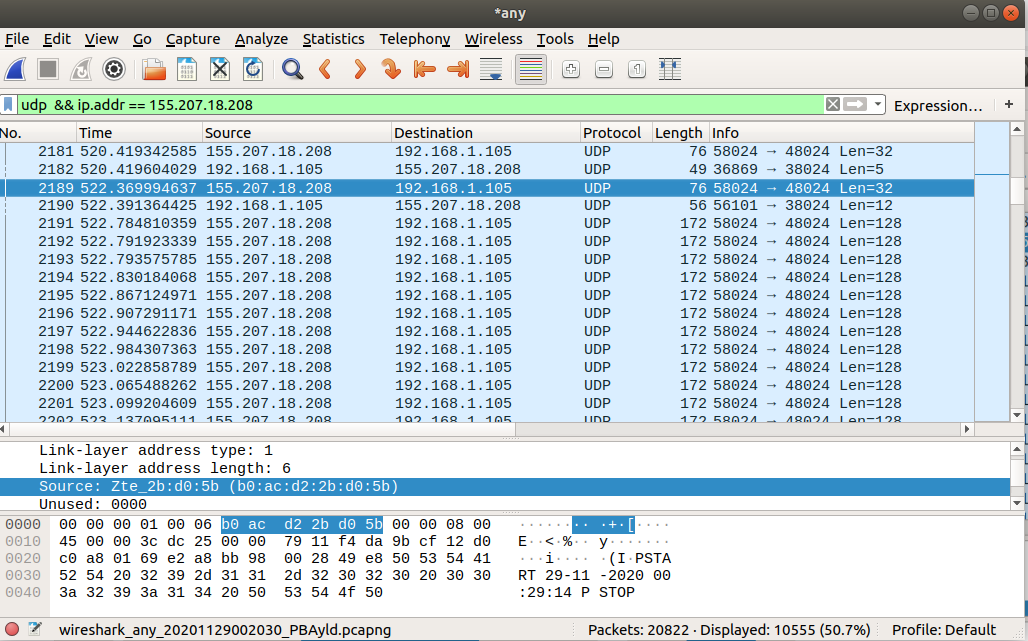 *any
File Edit View Go Capture Analyze Statistics Telephony Wireless Tools Help
udp && ip.addr == 155.207.18.208 Expression… +
No. Time Source Destination Protocol Length Info
2181 520.419342585 155.207.18.208 192.168.1.105 UDP 76 58024 → 48024 Len=32
2182 520.419604029 192.168.1.105 155.207.18.208 UDP 49 36869 → 38024 Len=5
2189 522.369994637 155.207.18.208 192.168.1.105 UDP 76 58024 → 48024 Len=32
2190 522.391364425 192.168.1.105 155.207.18.208 UDP 56 56101 → 38024 Len=12
2191 522.784810359 155.207.18.208 192.168.1.105 UDP 172 58024 → 48024 Len=128
2192 522.791923339 155.207.18.208 192.168.1.105 UDP 172 58024 → 48024 Len=128
2193 522.793575785 155.207.18.208 192.168.1.105 UDP 172 58024 → 48024 Len=128
2194 522.830184068 155.207.18.208 192.168.1.105 UDP 172 58024 → 48024 Len=128
2195 522.867124971 155.207.18.208 192.168.1.105 UDP 172 58024 → 48024 Len=128
2196 522.907291171 155.207.18.208 192.168.1.105 UDP 172 58024 → 48024 Len=128
2197 522.944622836 155.207.18.208 192.168.1.105 UDP 172 58024 → 48024 Len=128
2198 522.984307363 155.207.18.208 192.168.1.105 UDP 172 58024 → 48024 Len=128
2199 523.022858789 155.207.18.208 192.168.1.105 UDP 172 58024 → 48024 Len=128
2200 523.065488262 155.207.18.208 192.168.1.105 UDP 172 58024 → 48024 Len=128
2201 523.099204609 155.207.18.208 192.168.1.105 UDP 172 58024 → 48024 Len=128
2202 523.137095111 155.207.18.208 192.168.1.105 UDP 172 58024 → 48024 Len=128
Link-layer address type: 1
Link-layer address length: 6
Source: Zte_2b:d0:5b (b0:ac:d2:2b:d0:5b)
Unused: 0000
0000 00 00 00 01 00 06 b0 ac d2 2b d0 5b 00 00 08 00 ········ ·+·[····
0010 45 00 00 3c dc 25 00 00 79 11 f4 da 9b cf 12 d0 E··<·%·· y·······
0020 c0 a8 01 69 e2 a8 bb 98 00 28 49 e8 50 53 54 41 ···i···· ·(I·PSTA
0030 52 54 20 32 39 2d 31 31 2d 32 30 32 30 20 30 30 RT 29-11 -2020 00
0040 3a 32 39 3a 31 34 20 50 53 54 4f 50 :29:14 P STOP
wireshark_any_20201129002030_PBAyld.pcapng Packets: 20822 · Displayed: 10555 (50.7%) Profile: Default